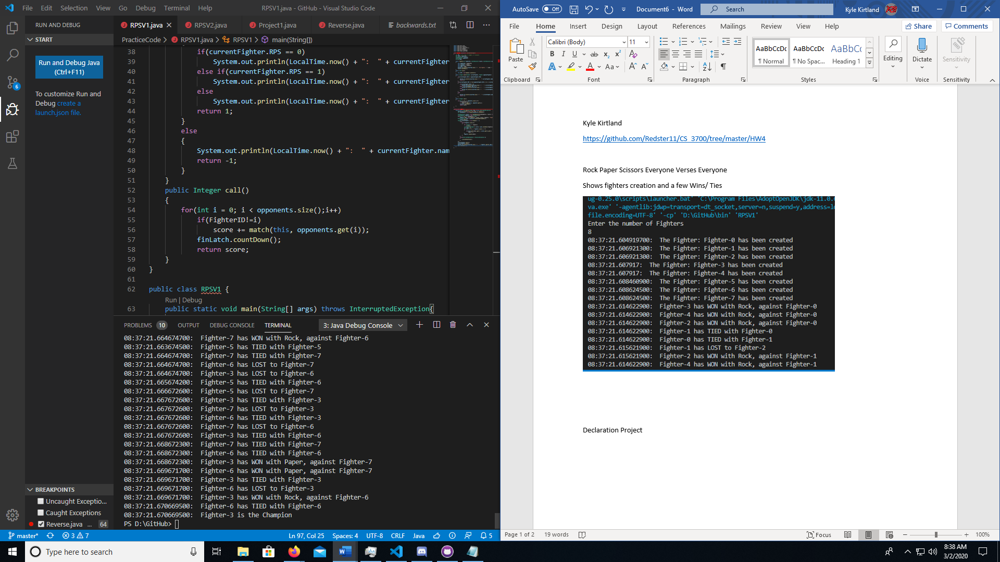 File Edit Selection View Go Debug Terminal Help
RPSV1.java - GitHub - Visual Studio Code
RUN AND DEBUG
START
Run and Debug Java
(Ctrl+F11)
To customize Run and
Debug create a
launch.json file.
BREAKPOINTS
Uncaught Exceptio...
Caught Exceptions
Reverse.java ... 64
RPSV1.java RPSV2.java Project1.java Reverse.java backwards.txt
PracticeCode > RPSV1.java > RPSV1 > main(String[])
38 if(currentFighter.RPS == 0)
39 System.out.println(LocalTime.now() + ":  " + currentFighter
40 else if(currentFighter.RPS == 1)
41 System.out.println(LocalTime.now() + ":  " + currentFighter
42 else
43 System.out.println(LocalTime.now() + ":  " + currentFighter
44 return 1;
45 }
46 else
47 {
48 System.out.println(LocalTime.now() + ":  " + currentFighter.nam
49 return -1;
50 }
51 }
52 public Integer call()
53 {
54 for(int i = 0; i < opponents.size();i++)
55 if(FighterID!=i)
56 score += match(this, opponents.get(i));
57 finLatch.countDown();
58 return score;
59 }
60 }
61
62 public class RPSV1 {
Run | Debug
63 public static void main(String[] args) throws InterruptedException{
PROBLEMS 10 OUTPUT DEBUG CONSOLE TERMINAL 3: Java Debug Console
08:37:21.664674700:  Fighter-7 has WON with Rock, against Fighter-6
08:37:21.663674500:  Fighter-5 has TIED with Fighter-5
08:37:21.664674700:  Fighter-7 has TIED with Fighter-7
08:37:21.664674700:  Fighter-6 has LOST to Fighter-7
08:37:21.664674700:  Fighter-3 has LOST to Fighter-6
08:37:21.665674200:  Fighter-5 has TIED with Fighter-6
08:37:21.666672600:  Fighter-5 has LOST to Fighter-7
08:37:21.667672600:  Fighter-3 has TIED with Fighter-3
08:37:21.667672600:  Fighter-7 has LOST to Fighter-3
08:37:21.667672600:  Fighter-6 has TIED with Fighter-3
08:37:21.667672600:  Fighter-7 has LOST to Fighter-6
08:37:21.667672600:  Fighter-3 has TIED with Fighter-6
08:37:21.668672300:  Fighter-7 has TIED with Fighter-7
08:37:21.668672300:  Fighter-6 has TIED with Fighter-6
08:37:21.668672300:  Fighter-3 has WON with Paper, against Fighter-7
08:37:21.669671700:  Fighter-6 has WON with Paper, against Fighter-7
08:37:21.669671700:  Fighter-3 has TIED with Fighter-3
08:37:21.669671700:  Fighter-6 has LOST to Fighter-3
08:37:21.669671700:  Fighter-3 has WON with Rock, against Fighter-6
08:37:21.670669500:  Fighter-6 has TIED with Fighter-6
08:37:21.670669500:  Fighter-3 is the Champion
PS D:\GitHub>
master* 3 7 Ln 97, Col 25 Spaces: 4 UTF-8 CRLF Java 5
AutoSave Off Document6 - Word Search Kyle Kirtland
File Home Insert Design Layout References Mailings Review View Help Share Comments
Paste Calibri (Body) 11
AaBbCcDc AaBbCcDc AaBbCc
¶ Normal ¶ No Spac... Heading 1
Editing Dictate Sensitivity
Clipboard Font Paragraph Styles Voice Sensitivity
Kyle Kirtland
https://github.com/Redster11/CS_3700/tree/master/HW4
Rock Paper Scissors Everyone Verses Everyone
Shows fighters creation and a few Wins/ Ties
ug-0.25.0\scripts\launcher.bat' 'C:\Program Files\AdoptOpenJDK\jdk-11.0.
va.exe' '-agentlib:jdwp=transport=dt_socket,server=n,suspend=y,address=l
file.encoding=UTF-8' '-cp' 'D:\GitHub\bin' 'RPSV1'
Enter the number of Fighters
8
08:37:21.604919700:  The Fighter: Fighter-0 has been created
08:37:21.606921300:  The Fighter: Fighter-1 has been created
08:37:21.606921300:  The Fighter: Fighter-2 has been created
08:37:21.607917:  The Fighter: Fighter-3 has been created
08:37:21.607917:  The Fighter: Fighter-4 has been created
08:37:21.608460900:  The Fighter: Fighter-5 has been created
08:37:21.608624500:  The Fighter: Fighter-6 has been created
08:37:21.608624500:  The Fighter: Fighter-7 has been created
08:37:21.614622900:  Fighter-3 has WON with Rock, against Fighter-0
08:37:21.614622900:  Fighter-4 has WON with Rock, against Fighter-0
08:37:21.614622900:  Fighter-2 has WON with Rock, against Fighter-0
08:37:21.614622900:  Fighter-1 has TIED with Fighter-0
08:37:21.614622900:  Fighter-0 has TIED with Fighter-1
08:37:21.615621900:  Fighter-1 has LOST to Fighter-2
08:37:21.615621900:  Fighter-2 has WON with Rock, against Fighter-1
08:37:21.614622900:  Fighter-4 has WON with Rock, against Fighter-1
Declaration Project
Page 1 of 2 19 words Focus 100%
Type here to search
8:38 AM
3/2/2020